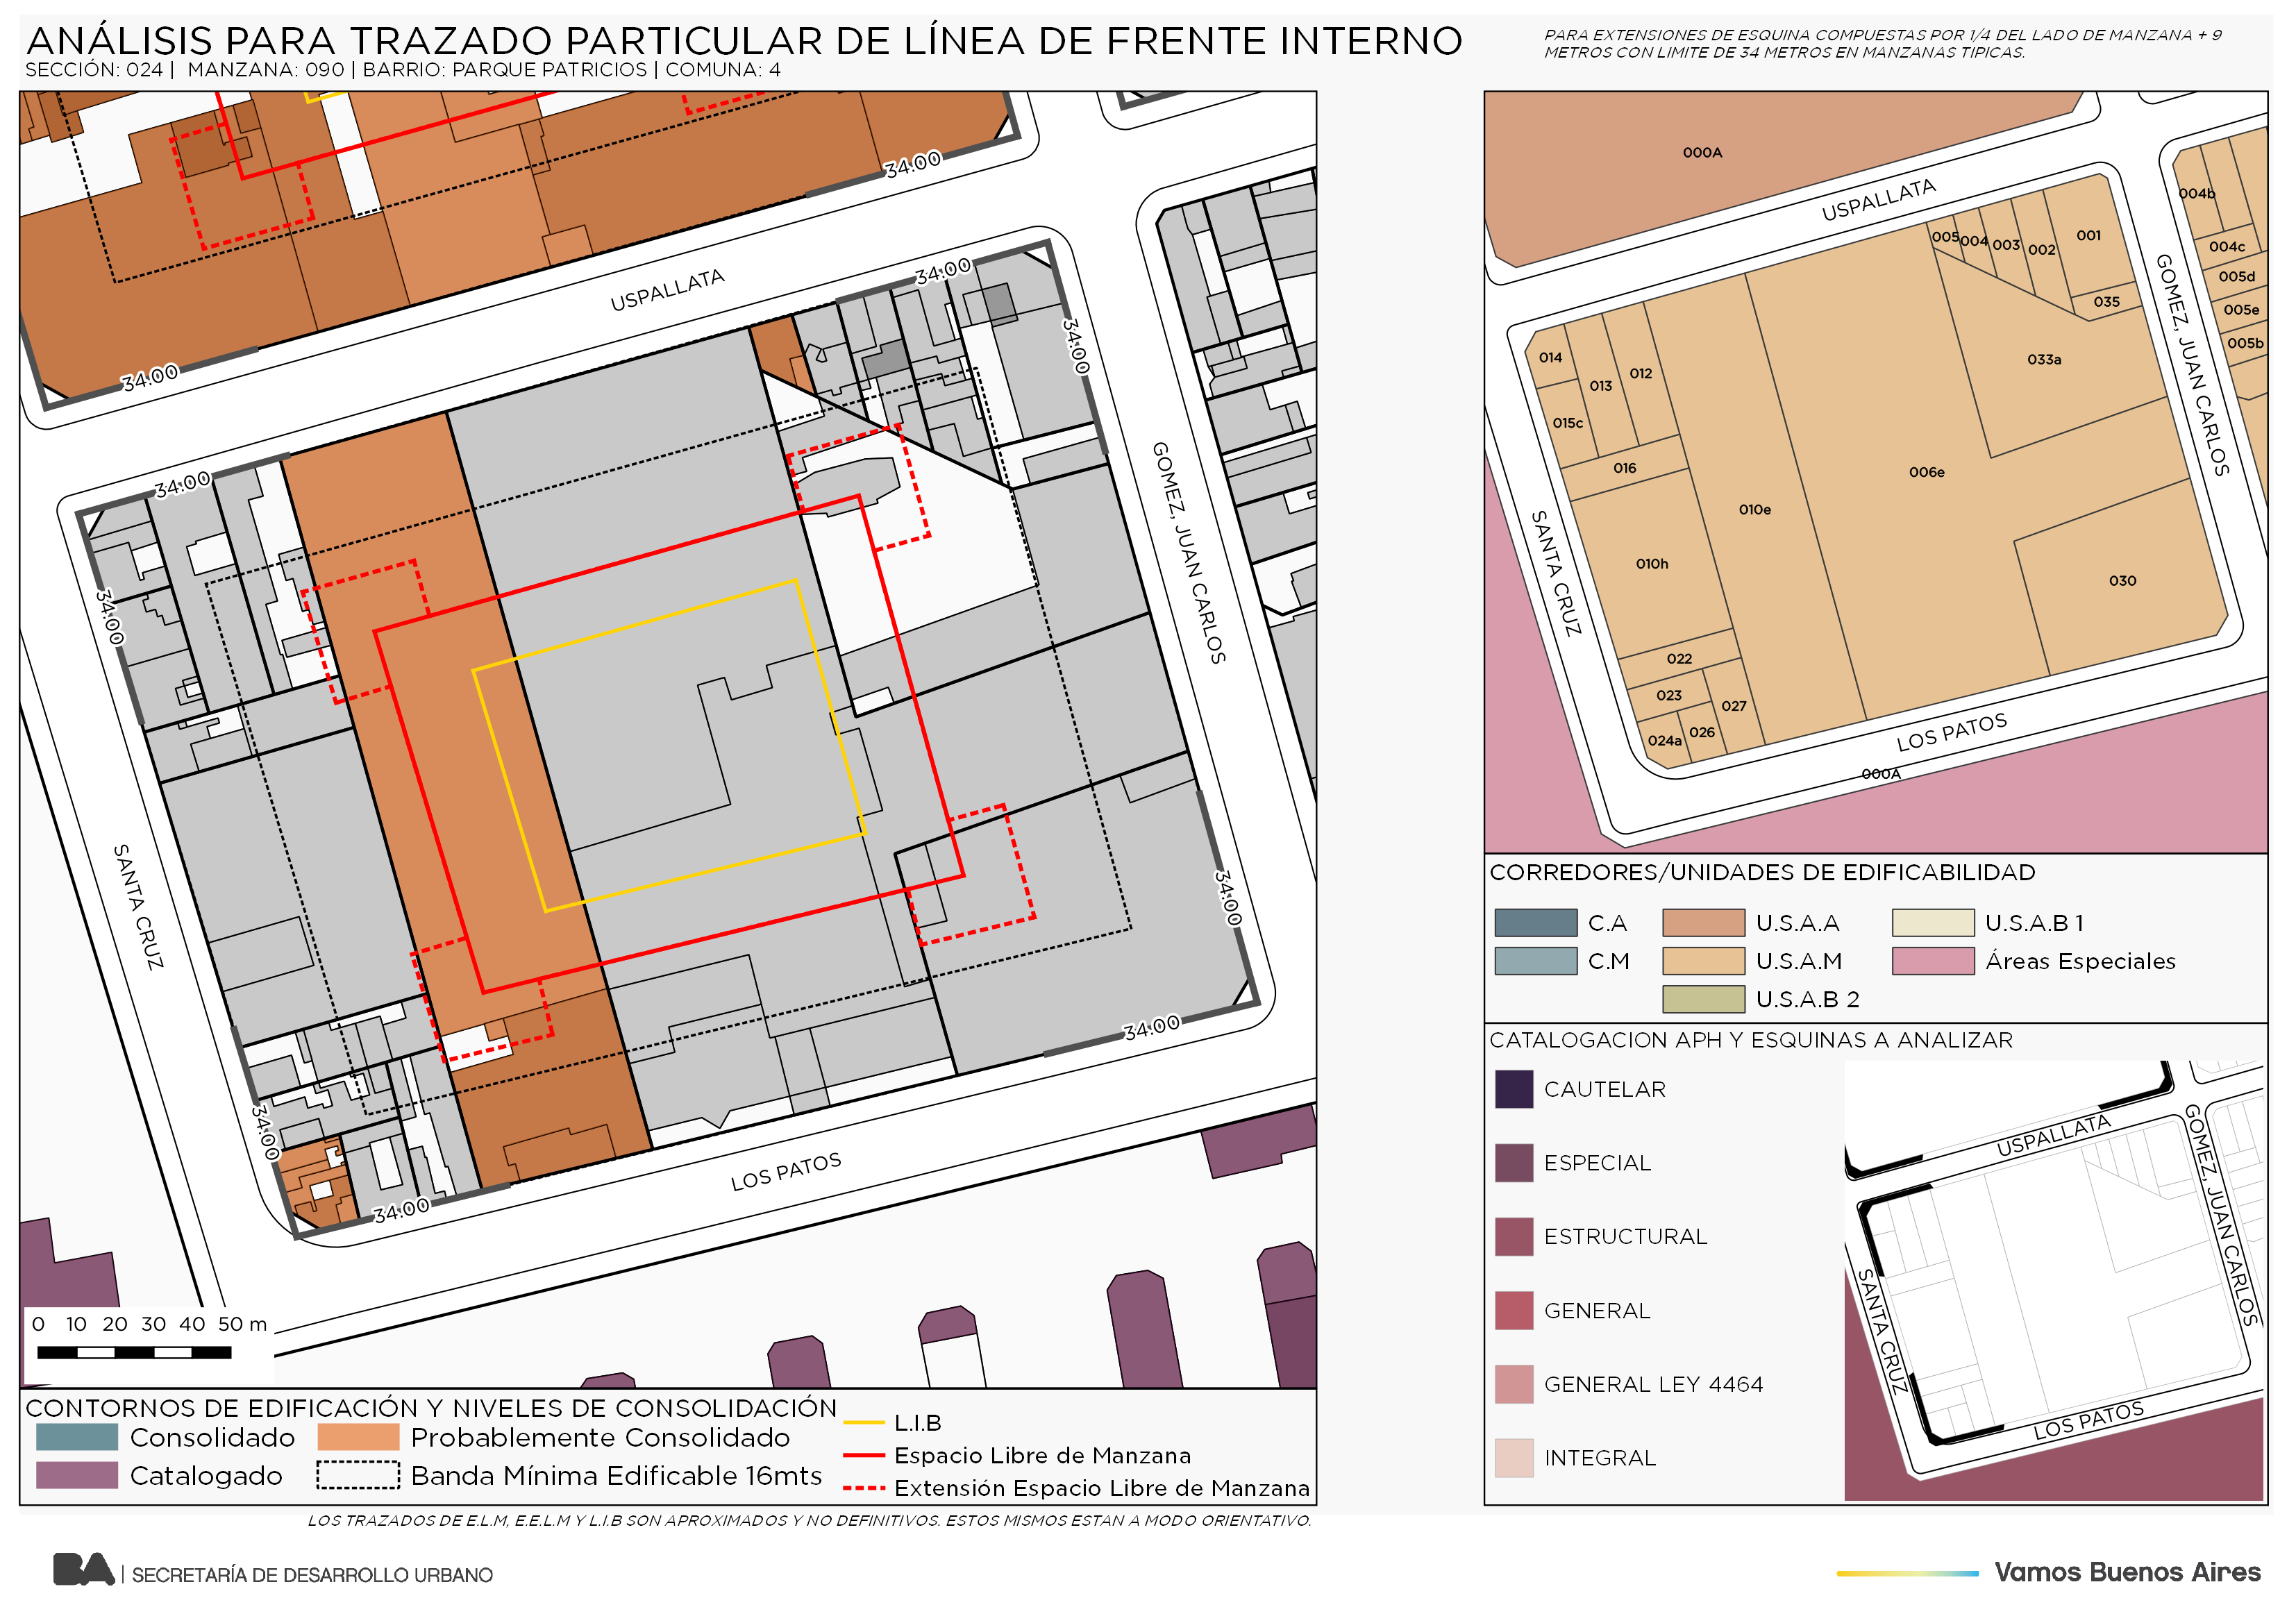 ANÁLISIS PARA TRAZADO PARTICULAR DE LÍNEA DE FRENTE INTERNO
SECCIÓN: 024 | MANZANA: 090 | BARRIO: PARQUE PATRICIOS | COMUNA: 4
PARA EXTENSIONES DE ESQUINA COMPUESTAS POR 1/4 DEL LADO DE MANZANA + 9
METROS CON LIMITE DE 34 METROS EN MANZANAS TIPICAS.
34.00
34.00
USPALLATA
34.00
34.00
34.00
34.00
GOMEZ, JUAN CARLOS
SANTA CRUZ
34.00
34.00
34.00
34.00
LOS PATOS
0 10 20 30 40 50 m
CONTORNOS DE EDIFICACIÓN Y NIVELES DE CONSOLIDACIÓN
Consolidado
Probablemente Consolidado
Catalogado
Banda Mínima Edificable 16mts
L.I.B
Espacio Libre de Manzana
Extensión Espacio Libre de Manzana
LOS TRAZADOS DE E.L.M, E.E.L.M Y L.I.B SON APROXIMADOS Y NO DEFINITIVOS. ESTOS MISMOS ESTAN A MODO ORIENTATIVO.
000A
USPALLATA
004b
005
004
003
002
001
035
004c
005d
005e
005b
014
013
012
015c
033a
016
006e
010e
010h
030
022
023
027
024a
026
GOMEZ, JUAN CARLOS
SANTA CRUZ
LOS PATOS
000A
CORREDORES/UNIDADES DE EDIFICABILIDAD
C.A
U.S.A.A
U.S.A.B 1
C.M
U.S.A.M
Áreas Especiales
U.S.A.B 2
CATALOGACION APH Y ESQUINAS A ANALIZAR
CAUTELAR
ESPECIAL
ESTRUCTURAL
GENERAL
GENERAL LEY 4464
INTEGRAL
USPALLATA
GOMEZ, JUAN CARLOS
SANTA CRUZ
LOS PATOS
BA | SECRETARÍA DE DESARROLLO URBANO
Vamos Buenos Aires